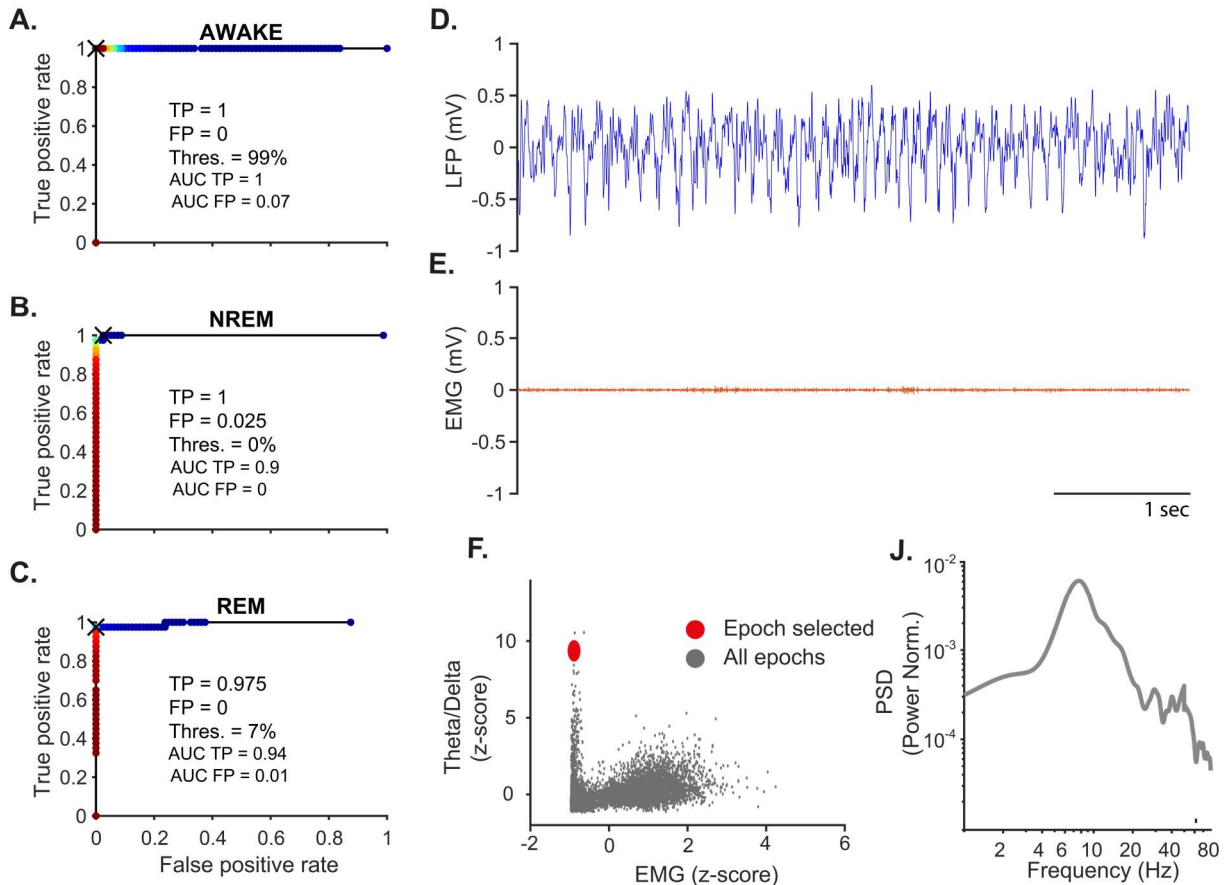 A.
AWAKE
True positive rate
1
0.8
0.6
0.4
0.2
0
TP = 1
FP = 0
Thres. = 99%
AUC TP = 1
AUC FP = 0.07
B.
NREM
True positive rate
1
0.8
0.6
0.4
0.2
0
TP = 1
FP = 0.025
Thres. = 0%
AUC TP = 0.9
AUC FP = 0
C.
REM
True positive rate
1
0.8
0.6
0.4
0.2
0
TP = 0.975
FP = 0
Thres. = 7%
AUC TP = 0.94
AUC FP = 0.01
0 0.2 0.4 0.6 0.8 1
False positive rate
D.
LFP (mV)
1
0.5
0
-0.5
-1
E.
EMG (mV)
1
0.5
0
-0.5
-1
1 sec
F.
Theta/Delta
(z-score)
10
5
0
Epoch selected
All epochs
-2 0 2 4 6
EMG (z-score)
J.
PSD
(Power Norm.)
10-2
10-3
10-4
2 4 6 10 20 40 80
Frequency (Hz)